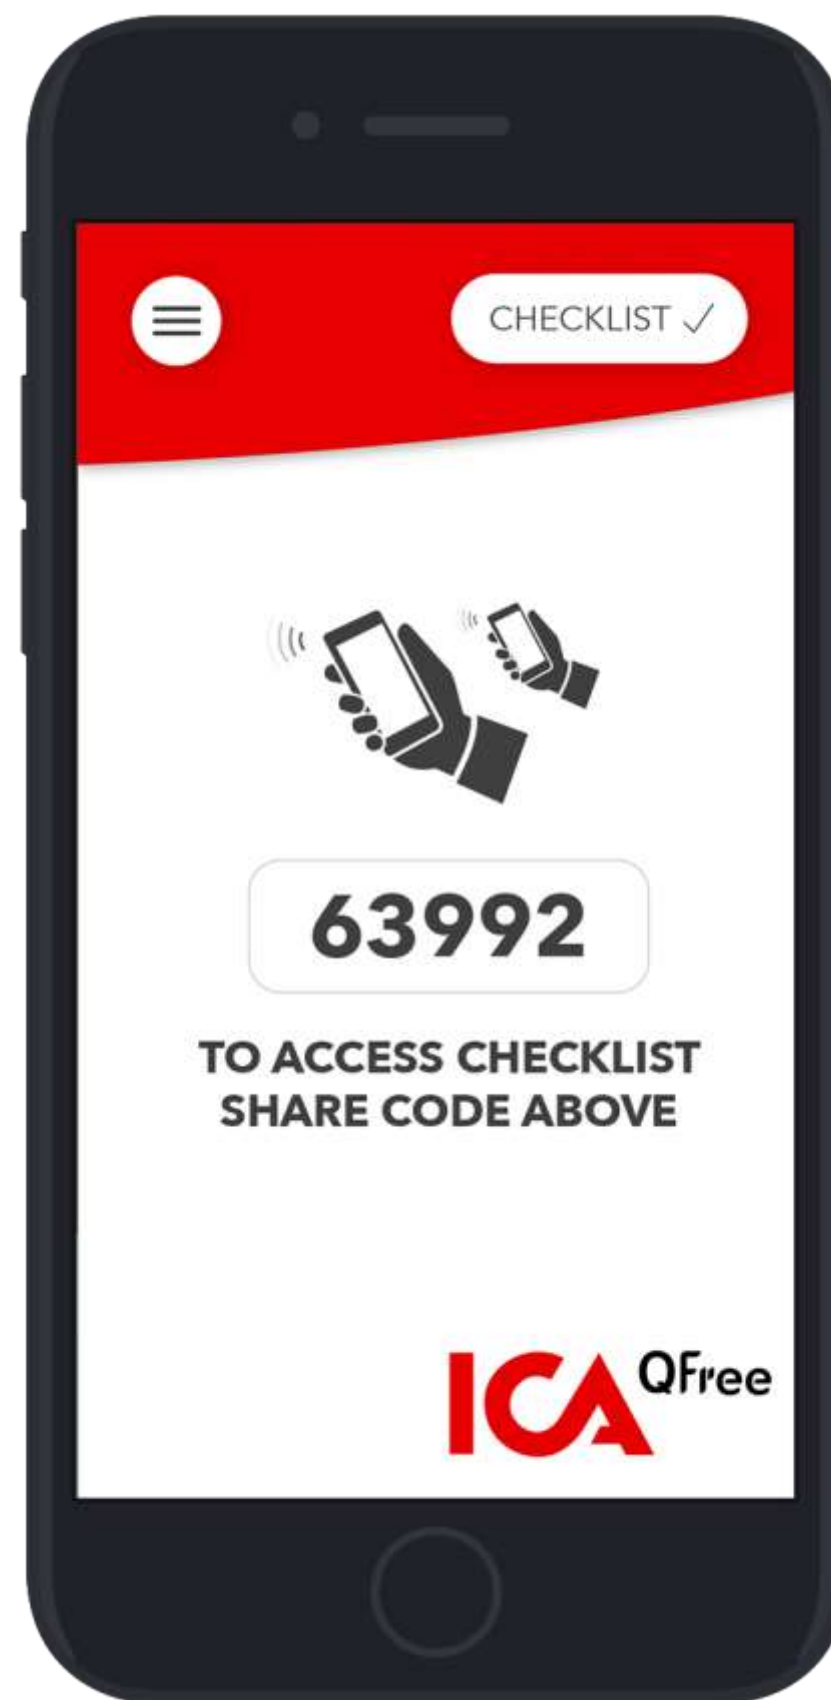 CHECKLIST
63992
TO ACCESS CHECKLIST
SHARE CODE ABOVE
ICA QFree